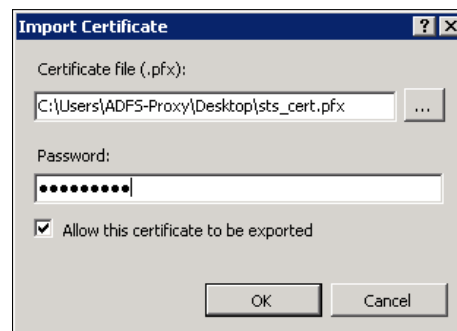 Import Certificate
Certificate file (.pfx):
C:\Users\ADFS-Proxy\Desktop\sts_cert.pfx ...
Password:
●●●●●●●●●
Allow this certificate to be exported
OK Cancel